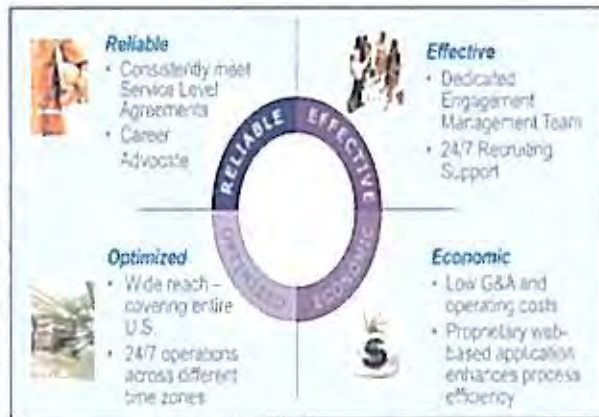 Reliable
• Consistently meet
Service Level
Agreements
• Career
Advocate
Effective
• Dedicated
Engagement
Management Team
• 24/7 Recruiting
Support
RELIABLE
EFFECTIVE
OPTIMIZED
ECONOMIC
Optimized
• Wide reach –
covering entire
U.S.
• 24/7 operations
across different
time zones
Economic
• Low G&A and
operating costs
• Proprietary web-
based application
enhances process
efficiency
$